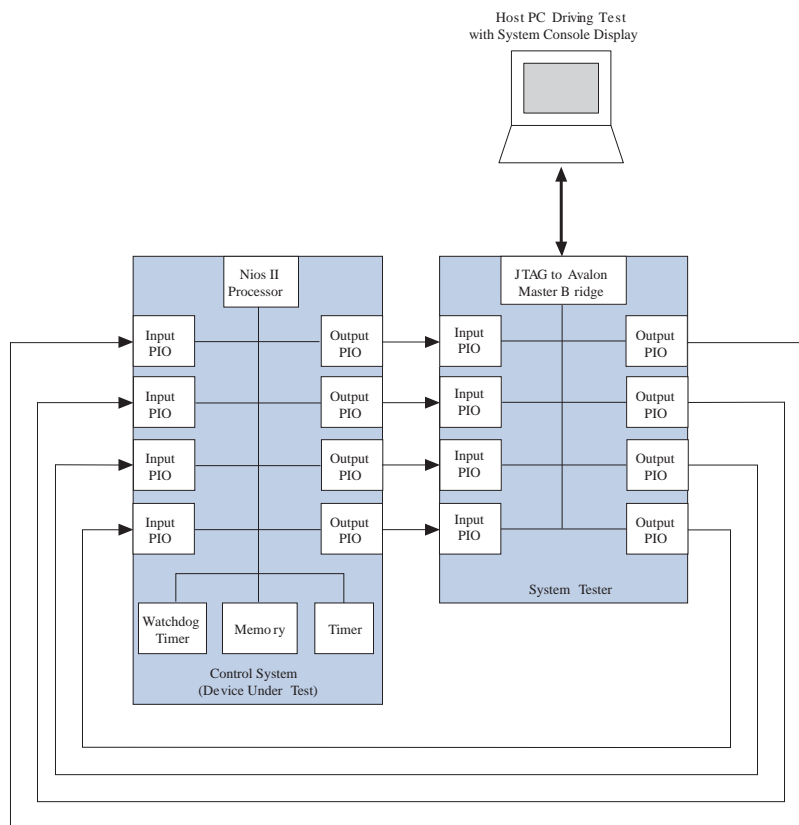 Host PC Driving Test
with System Console Display
Nios II
Processor
JTAG to Avalon
Master Bridge
Input
PIO
Output
PIO
Input
PIO
Output
PIO
Input
PIO
Output
PIO
Input
PIO
Output
PIO
Input
PIO
Output
PIO
Input
PIO
Output
PIO
Input
PIO
Output
PIO
Input
PIO
Output
PIO
System Tester
Watchdog
Timer
Memory
Timer
Control System
(Device Under Test)